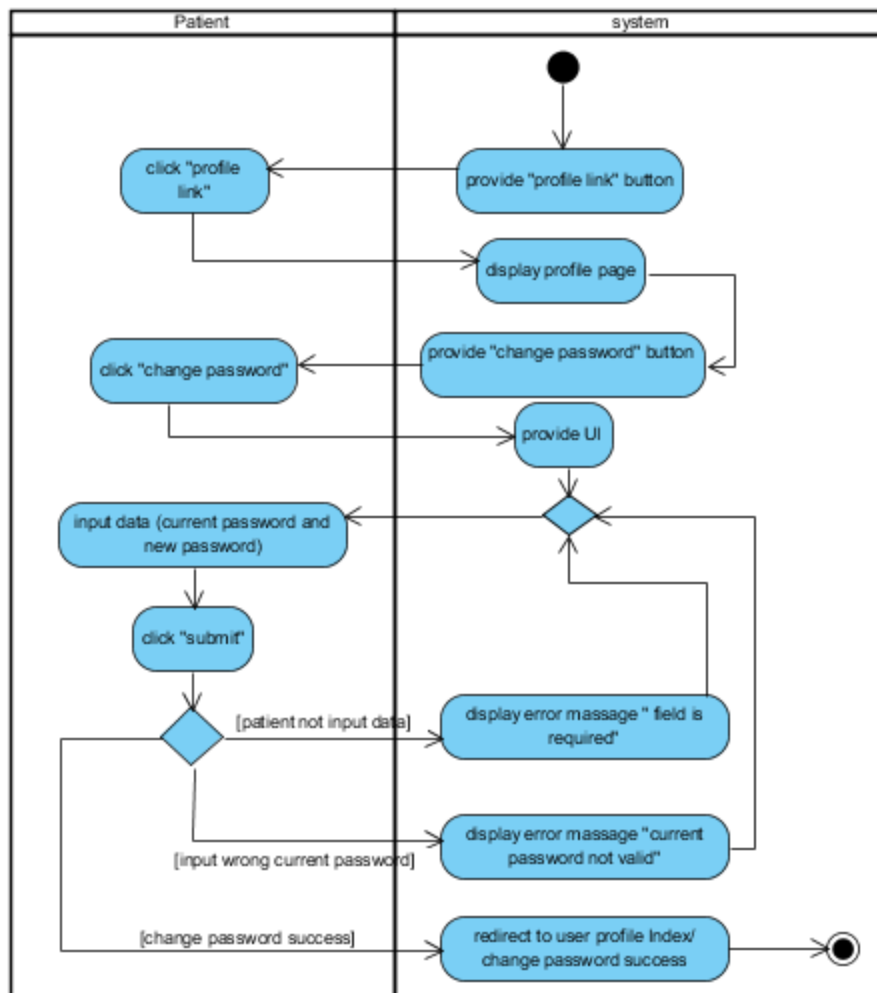 Patient
system
click "profile
link"
provide "profile link" button
display profile page
provide "change password" button
click "change password"
provide UI
input data (current password and
new password)
click "submit"
[patient not input data]
display error massage " field is
required"
display error massage "current
password not valid"
[input wrong current password]
[change password success]
redirect to user profile Index/
change password success